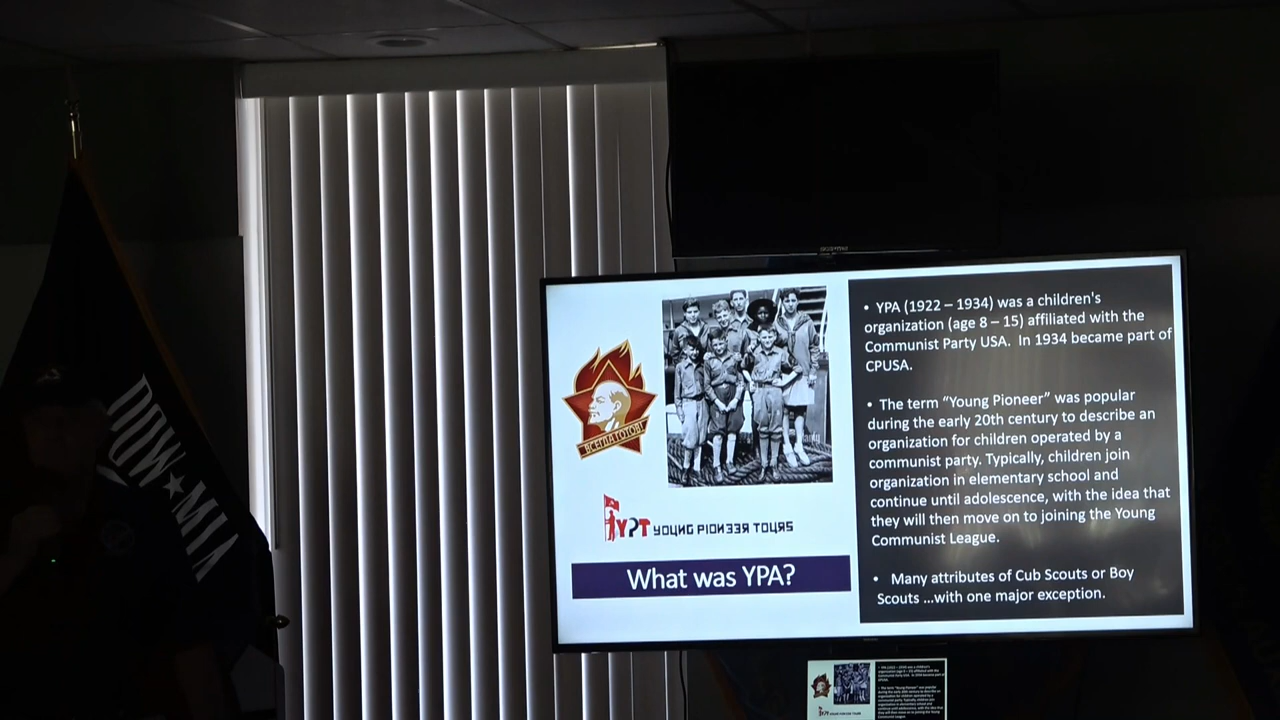 POW★MIA
SKYWORTH
• YPA (1922 – 1934) was a children's
organization (age 8 – 15) affiliated with the
Communist Party USA. In 1934 became part of
CPUSA.
• The term “Young Pioneer” was popular
during the early 20th century to describe an
organization for children operated by a
communist party. Typically, children join
organization in elementary school and
continue until adolescence, with the idea that
they will then move on to joining the Young
Communist League.
• Many attributes of Cub Scouts or Boy
Scouts ...with one major exception.
ВСЕГДА ГОТОВ!
YPT YOUNG PIONEER TOURS
What was YPA?